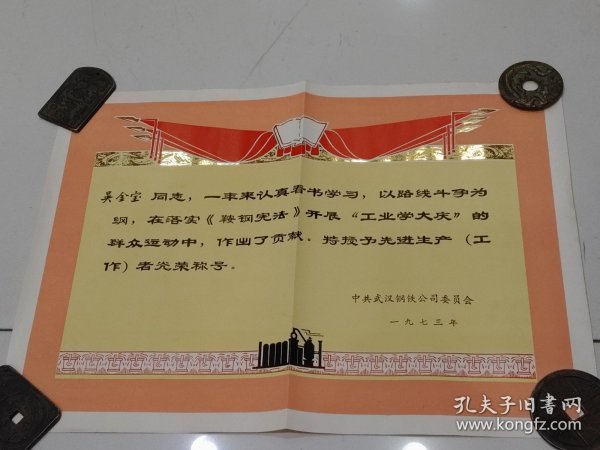 吴金宝 同志，一年来认真看书学习，以路线斗争为
纲，在落实《鞍钢宪法》开展“工业学大庆”的
群众运动中，作出了贡献。特授予先进生产（工
作）者光荣称号。
中共武汉钢铁公司委员会
一九七三年
孔夫子旧书网
www.kongfz.com